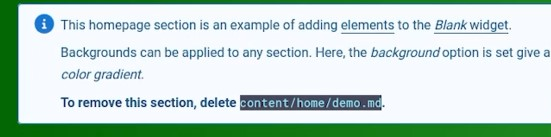 This homepage section is an example of adding elements to the Blank widget.
Backgrounds can be applied to any section. Here, the background option is set give a
color gradient.
To remove this section, delete content/home/demo.md.